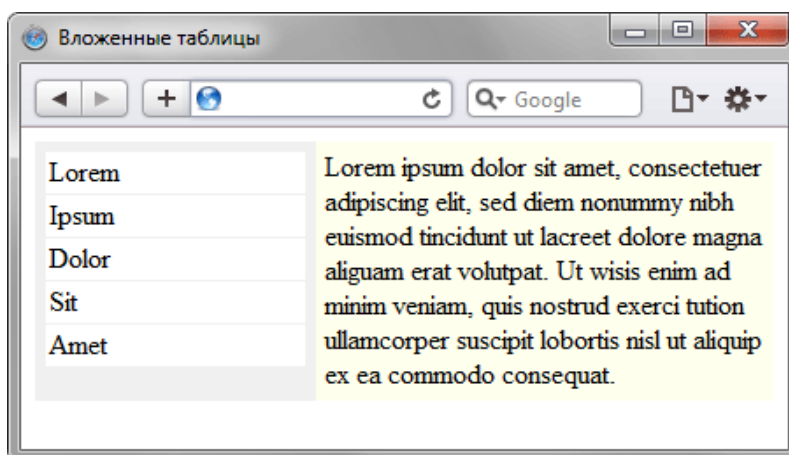 Вложенные таблицы
Google
Lorem
Ipsum
Dolor
Sit
Amet
Lorem ipsum dolor sit amet, consectetuer
adipiscing elit, sed diem nonummy nibh
euismod tincidunt ut lacreet dolore magna
aliguam erat volutpat. Ut wisis enim ad
minim veniam, quis nostrud exerci tution
ullamcorper suscipit lobortis nisl ut aliquip
ex ea commodo consequat.